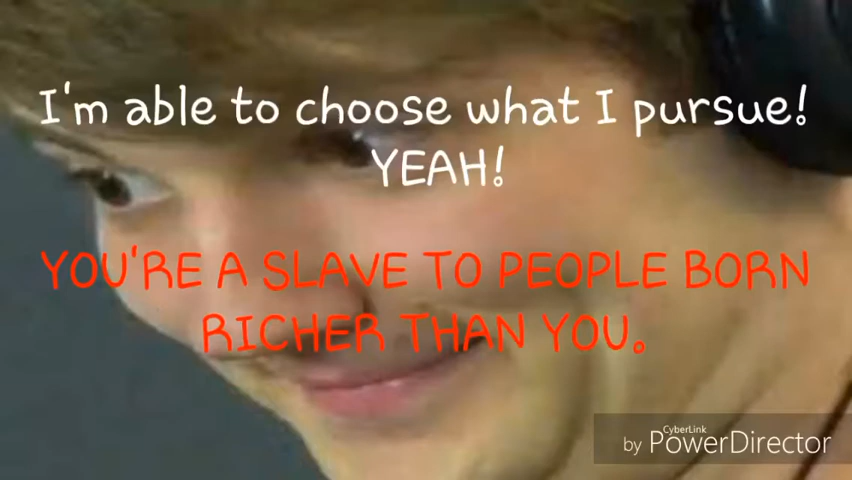 I'm able to choose what I pursue!
YEAH!
YOU'RE A SLAVE TO PEOPLE BORN
RICHER THAN YOU.
CyberLink
by PowerDirector